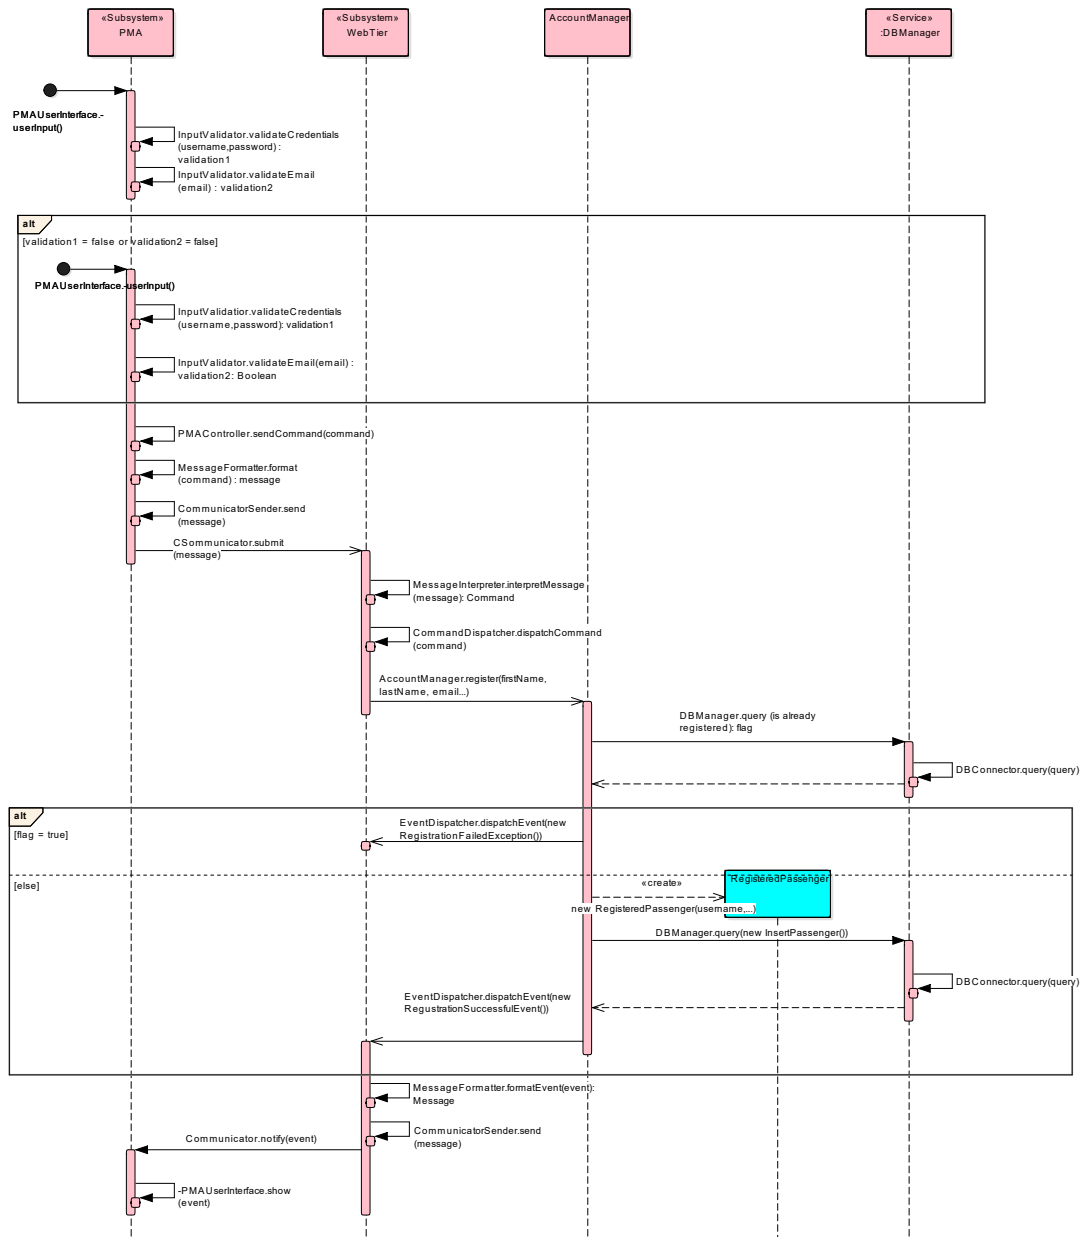 «Subsystem»
PMA
«Subsystem»
WebTier
AccountManager
«Service»
:DBManager
PMAUserInterface.-
userInput()
InputValidator.validateCredentials
(username,password) :
validation1
InputValidator.validateEmail
(email) : validation2
alt
[validation1 = false or validation2 = false]
PMAUserInterface.-userInput()
InputValidatior.validateCredentials
(username,password): validation1
InputValidator.validateEmail(email) :
validation2: Boolean
PMAController.sendCommand(command)
MessageFormatter.format
(command) : message
CommunicatorSender.send
(message)
CSommunicator.submit
(message)
MessageInterpreter.interpretMessage
(message): Command
CommandDispatcher.dispatchCommand
(command)
AccountManager.register(firstName,
lastName, email...)
DBManager.query (is already
registered): flag
DBConnector.query(query)
alt
[flag = true]
EventDispatcher.dispatchEvent(new
RegistrationFailedException())
[else]
«create»
RegisteredPassenger
new RegisteredPassenger(username,...)
DBManager.query(new InsertPassenger())
DBConnector.query(query)
EventDispatcher.dispatchEvent(new
RegustrationSuccessfulEvent())
MessageFormatter.formatEvent(event):
Message
CommunicatorSender.send
(message)
Communicator.notify(event)
-PMAUserInterface.show
(event)